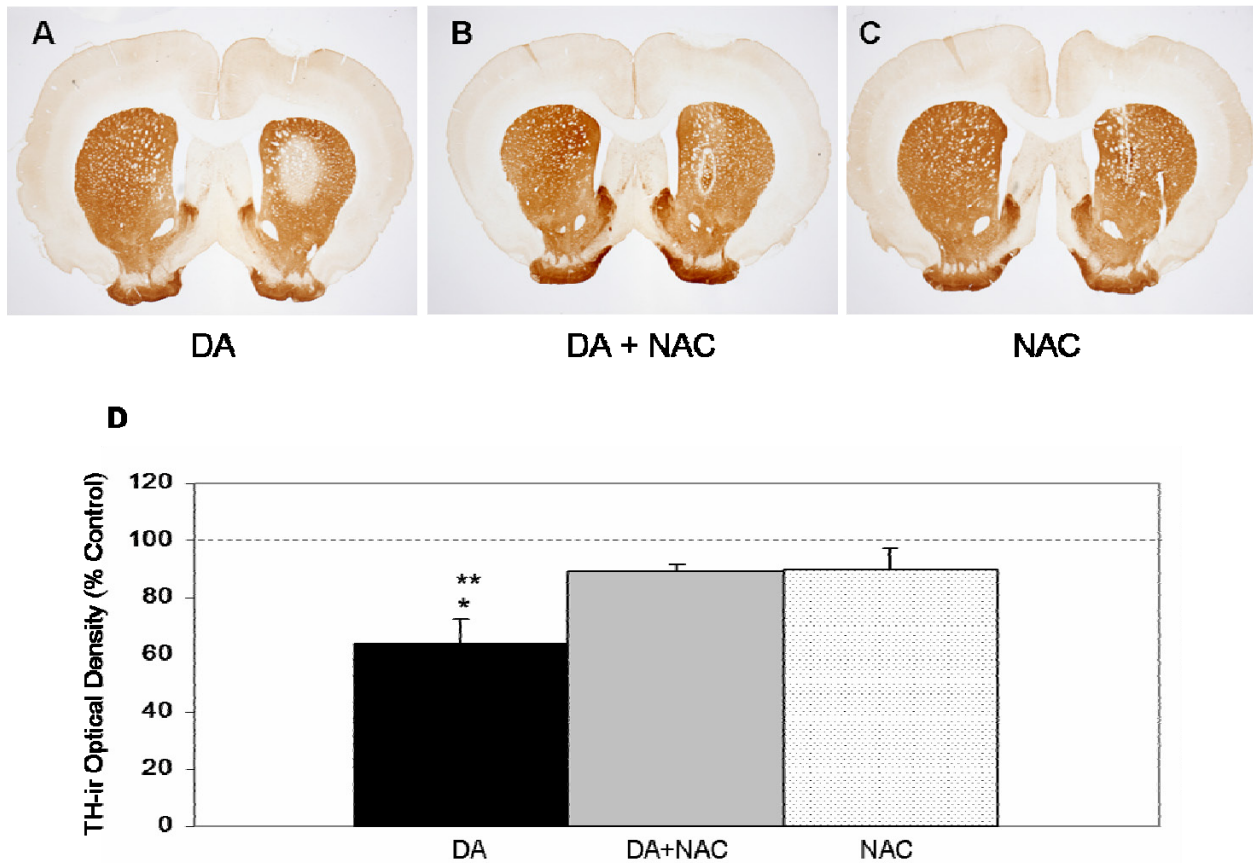 A B C
DA DA + NAC NAC
D
TH-ir Optical Density (% Control)
120
100
80
60
40
20
0
**
*
DA DA+NAC NAC